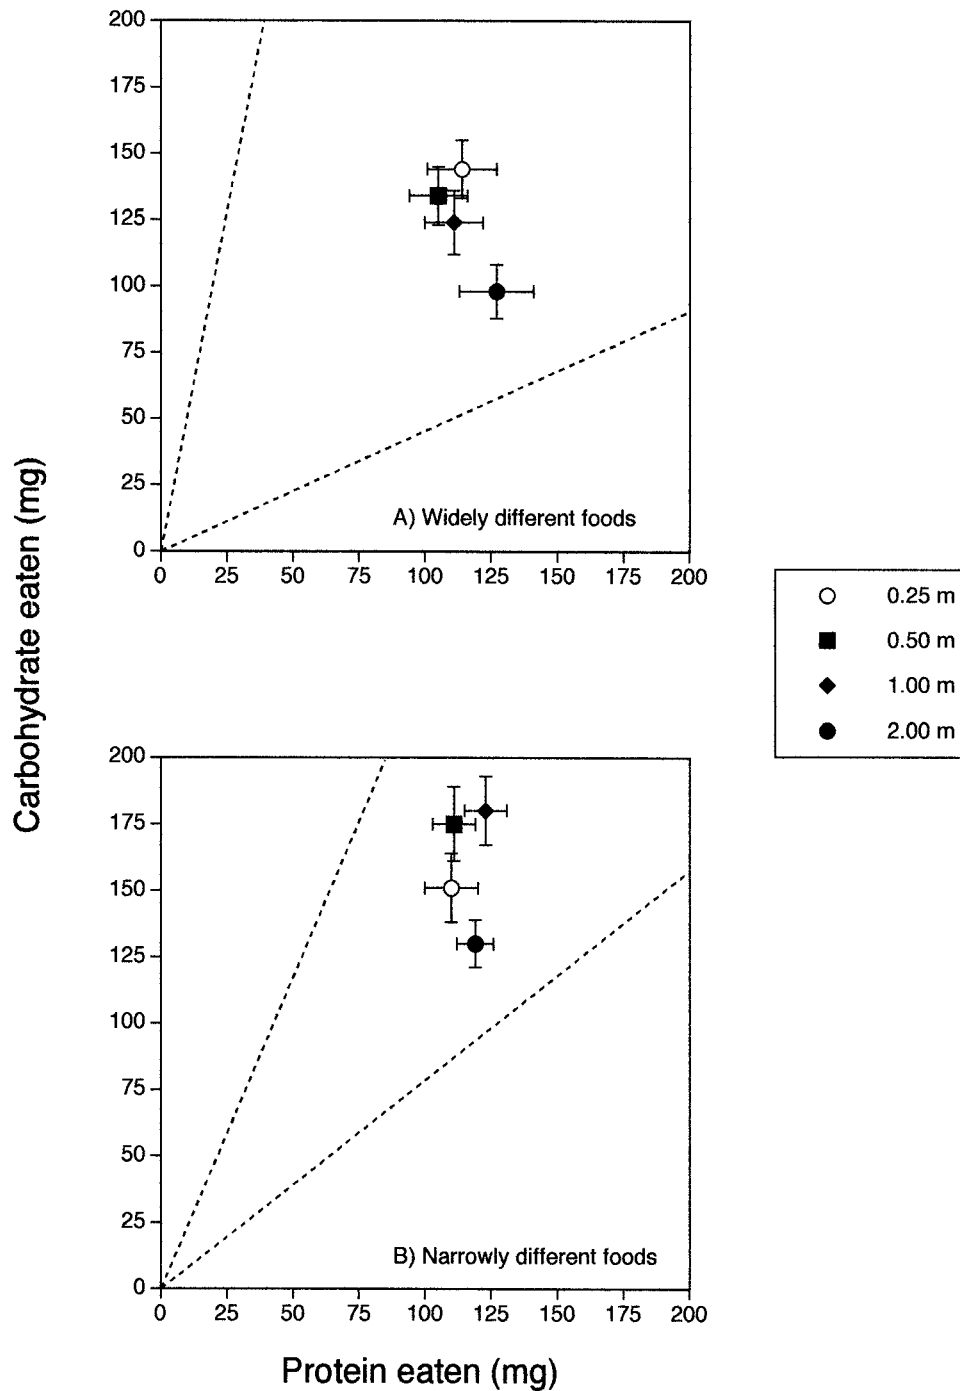 200
175
150
125
100
75
50
25
0
A) Widely different foods
0 25 50 75 100 125 150 175 200
Carbohydrate eaten (mg)
0.25 m
0.50 m
1.00 m
2.00 m
200
175
150
125
100
75
50
25
0
B) Narrowly different foods
0 25 50 75 100 125 150 175 200
Protein eaten (mg)